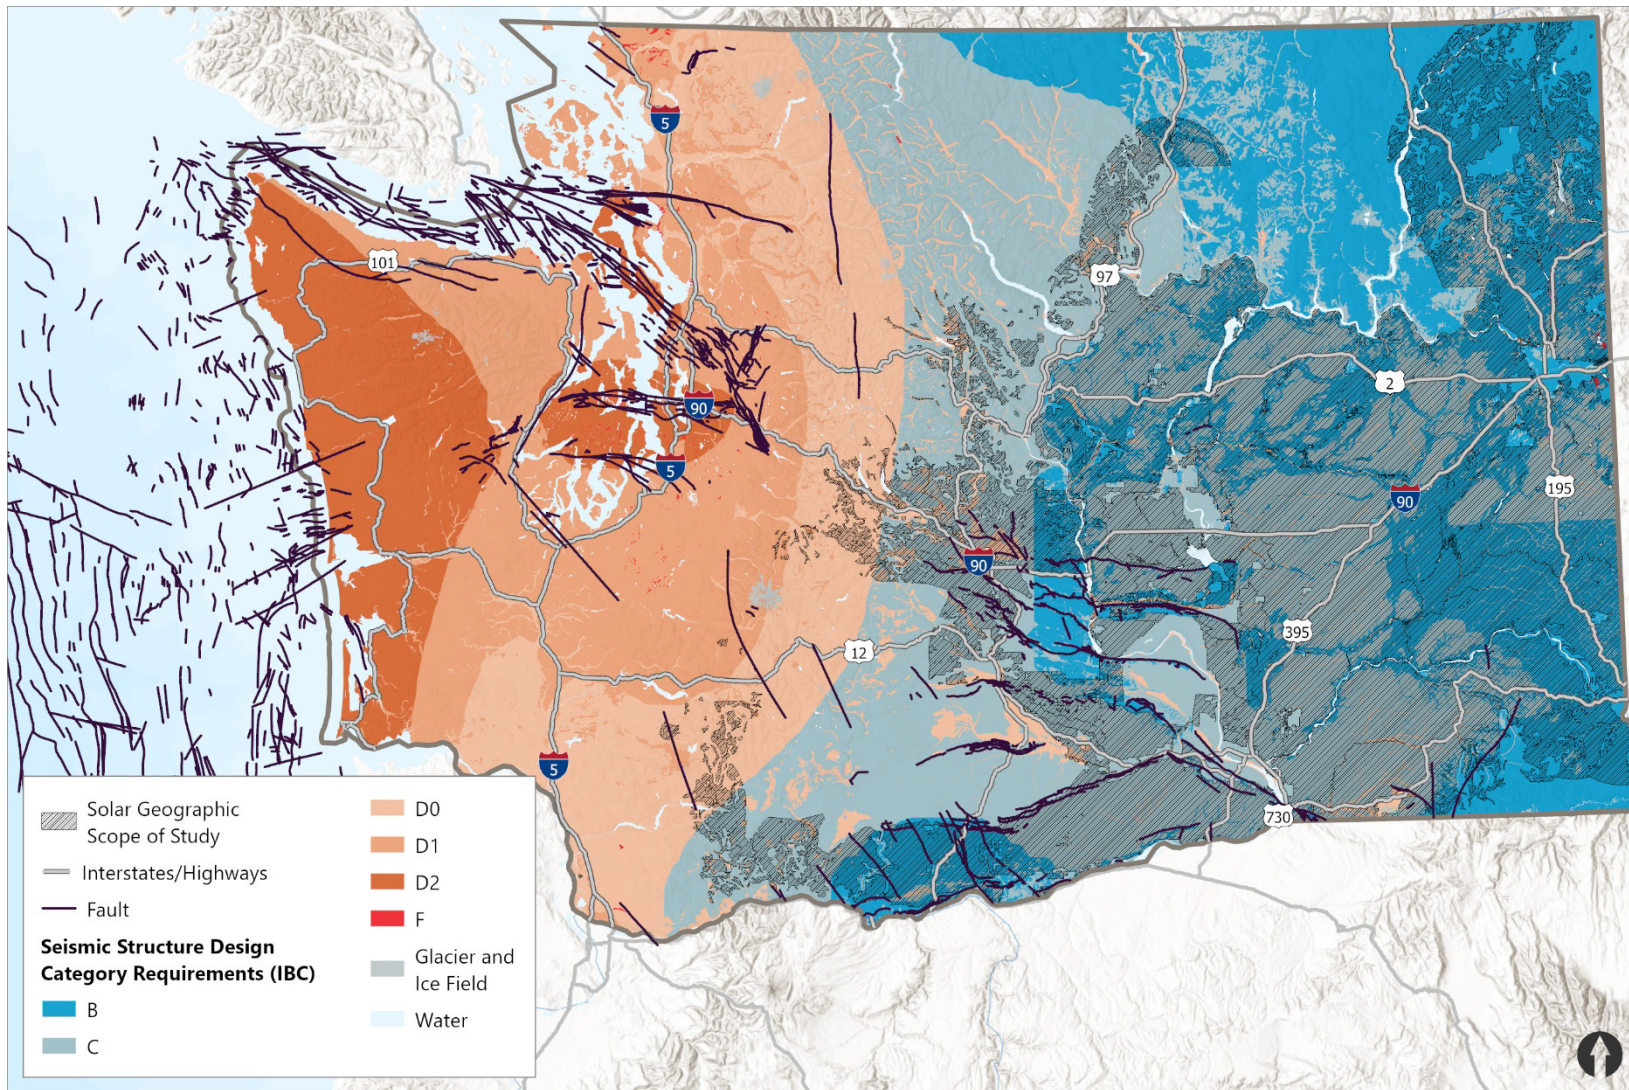 5
101
97
2
90
5
90
195
90
395
12
5
730
Solar Geographic
Scope of Study
Interstates/Highways
Fault
Seismic Structure Design
Category Requirements (IBC)
B
C
D0
D1
D2
F
Glacier and
Ice Field
Water